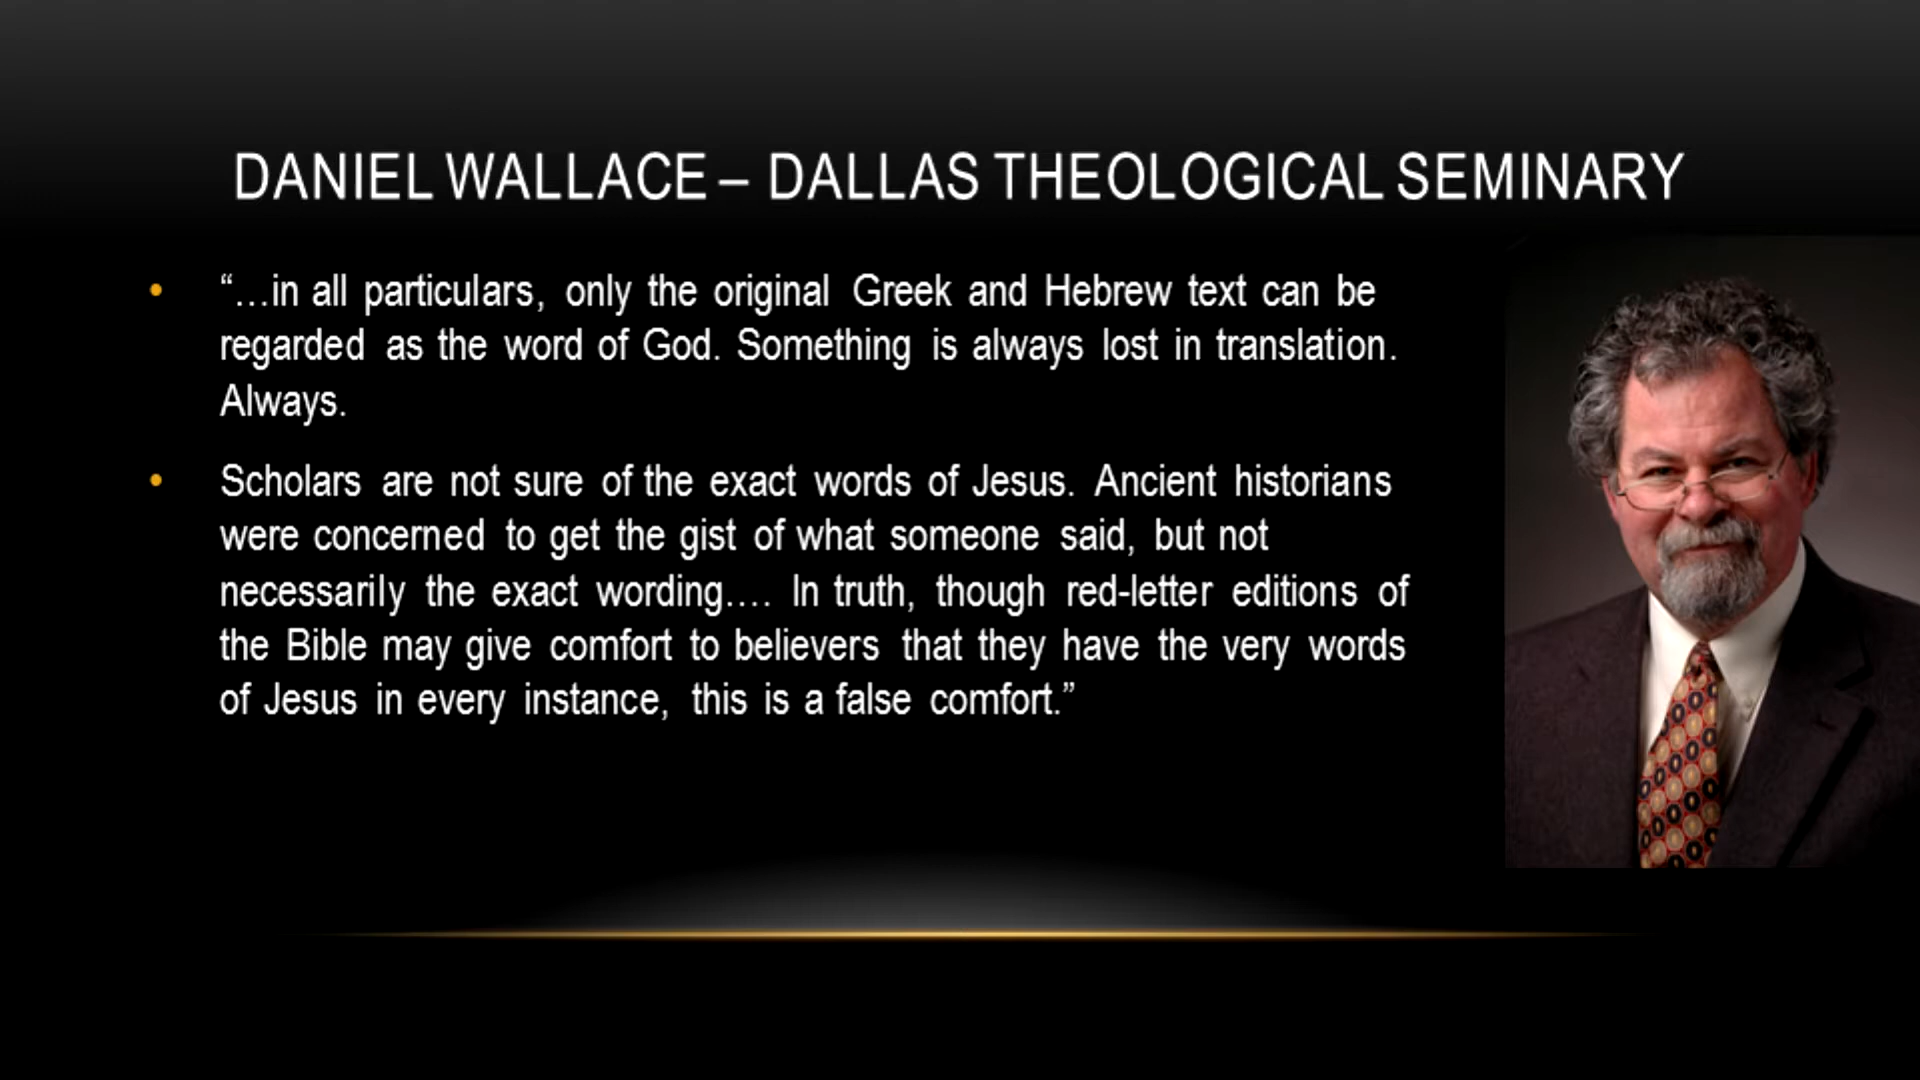 DANIEL WALLACE – DALLAS THEOLOGICAL SEMINARY
• “…in all particulars, only the original Greek and Hebrew text can be
regarded as the word of God. Something is always lost in translation.
Always.
• Scholars are not sure of the exact words of Jesus. Ancient historians
were concerned to get the gist of what someone said, but not
necessarily the exact wording…. In truth, though red-letter editions of
the Bible may give comfort to believers that they have the very words
of Jesus in every instance, this is a false comfort.”